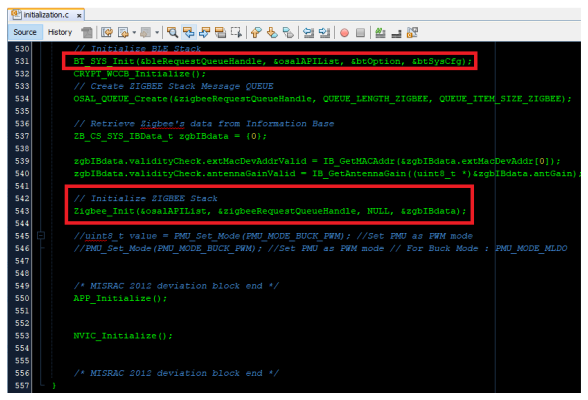 initialization.c x
Source History
530 // Initialize BLE Stack
531 BT_SYS_Init(&bleRequestQueueHandle, &osalAPIList, &btOption, &btSysCfg);
532 CRYPT_WCCB_Initialize();
533 // Create ZIGBEE Stack Message QUEUE
534 OSAL_QUEUE_Create(&zigbeeRequestQueueHandle, QUEUE_LENGTH_ZIGBEE, QUEUE_ITEM_SIZE_ZIGBEE);
535
536 // Retrieve Zigbee's data from Information Base
537 ZB_CS_SYS_IBData_t zgbIBdata = {0};
538
539 zgbIBdata.validityCheck.extMacDevAddrValid = IB_GetMACAddr(&zgbIBdata.extMacDevAddr[0]);
540 zgbIBdata.validityCheck.antennaGainValid = IB_GetAntennaGain((uint8_t *)&zgbIBdata.antGain);
541
542 // Initialize ZIGBEE Stack
543 Zigbee_Init(&osalAPIList, &zigbeeRequestQueueHandle, NULL, &zgbIBdata);
544
545 //uint8_t value = PMU_Set_Mode(PMU_MODE_BUCK_PWM); //Set PMU as PWM mode
546 //PMU_Set_Mode(PMU_MODE_BUCK_PWM); //Set PMU as PWM mode // For Buck Mode : PMU_MODE_MLDO
547
548
549 /* MISRAC 2012 deviation block end */
550 APP_Initialize();
551
552
553 NVIC_Initialize();
554
555
556 /* MISRAC 2012 deviation block end */
557 }